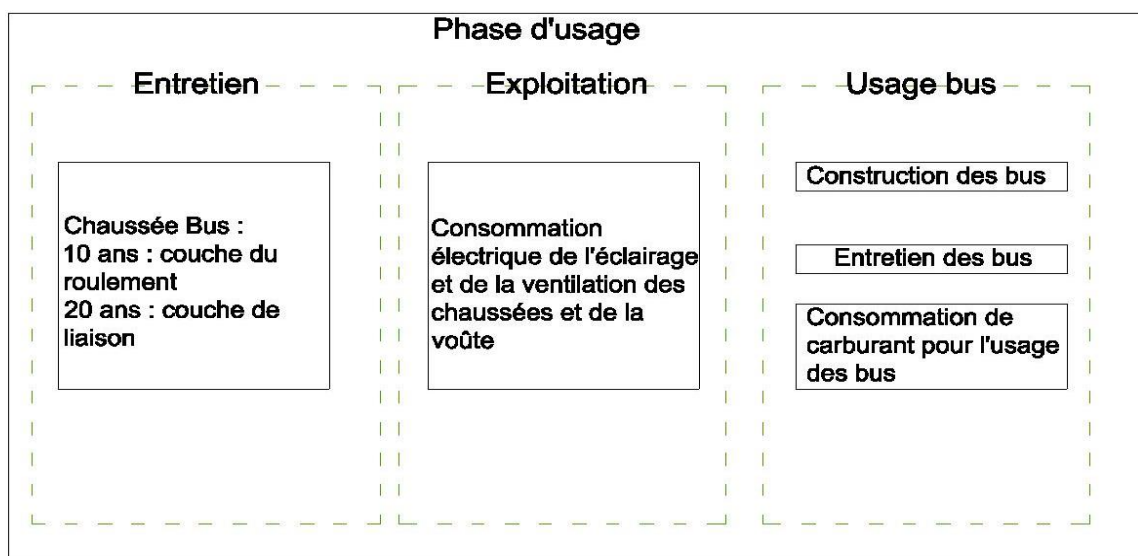 Phase d'usage
Entretien
Chaussée Bus :
10 ans : couche du
roulement
20 ans : couche de
liaison
Exploitation
Consommation
électrique de l'éclairage
et de la ventilation des
chaussées et de la
voûte
Usage bus
Construction des bus
Entretien des bus
Consommation de
carburant pour l'usage
des bus